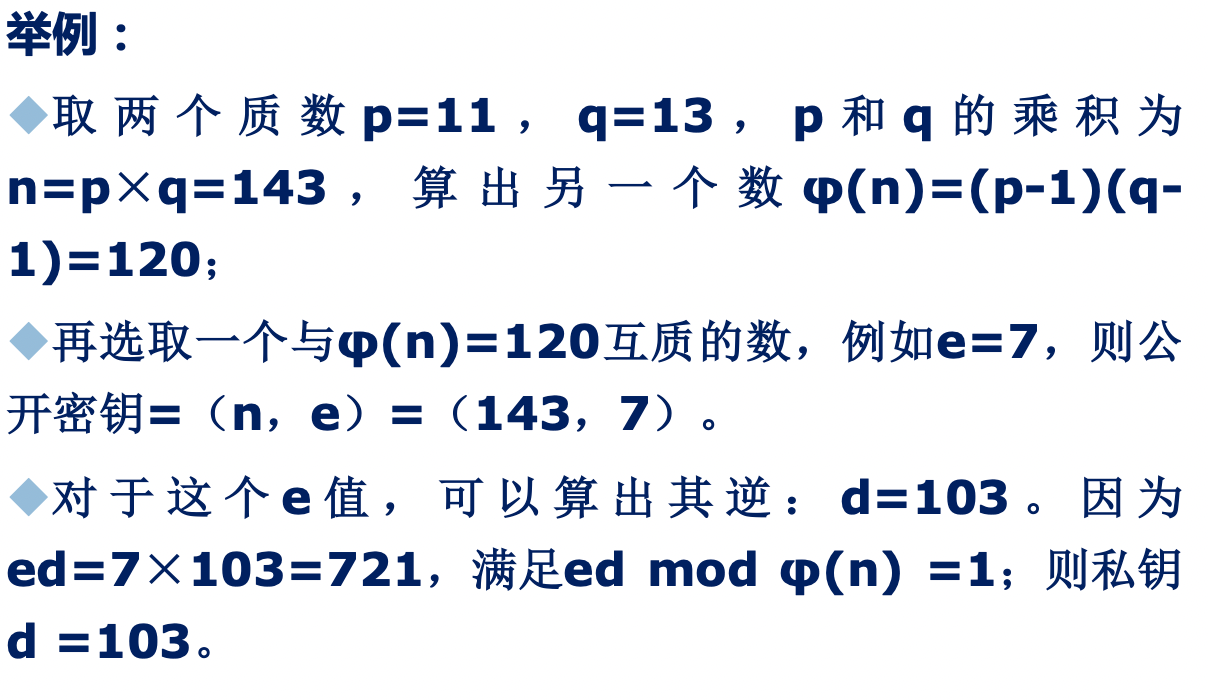 举例：
◆取两个质数p=11，q=13，p和q的乘积为
n=p×q=143，算出另一个数φ(n)=(p-1)(q-
1)=120；
◆再选取一个与φ(n)=120互质的数，例如e=7，则公
开密钥=（n，e）=（143，7）。
◆对于这个e值，可以算出其逆：d=103。因为
ed=7×103=721，满足ed mod φ(n) =1；则私钥
d =103。